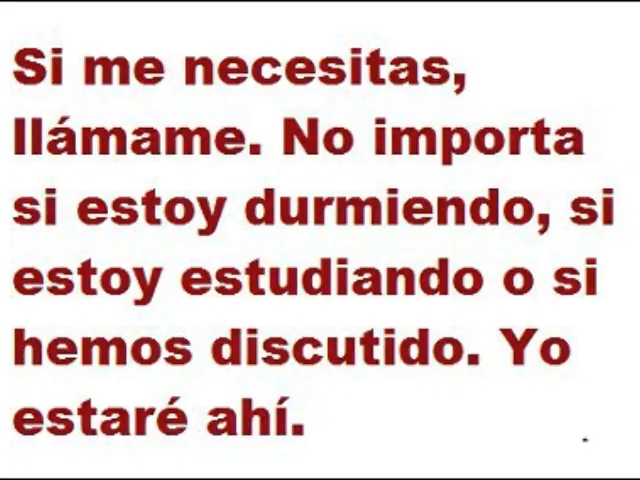 Si me necesitas,
llámame. No importa
si estoy durmiendo, si
estoy estudiando o si
hemos discutido. Yo
estaré ahí.